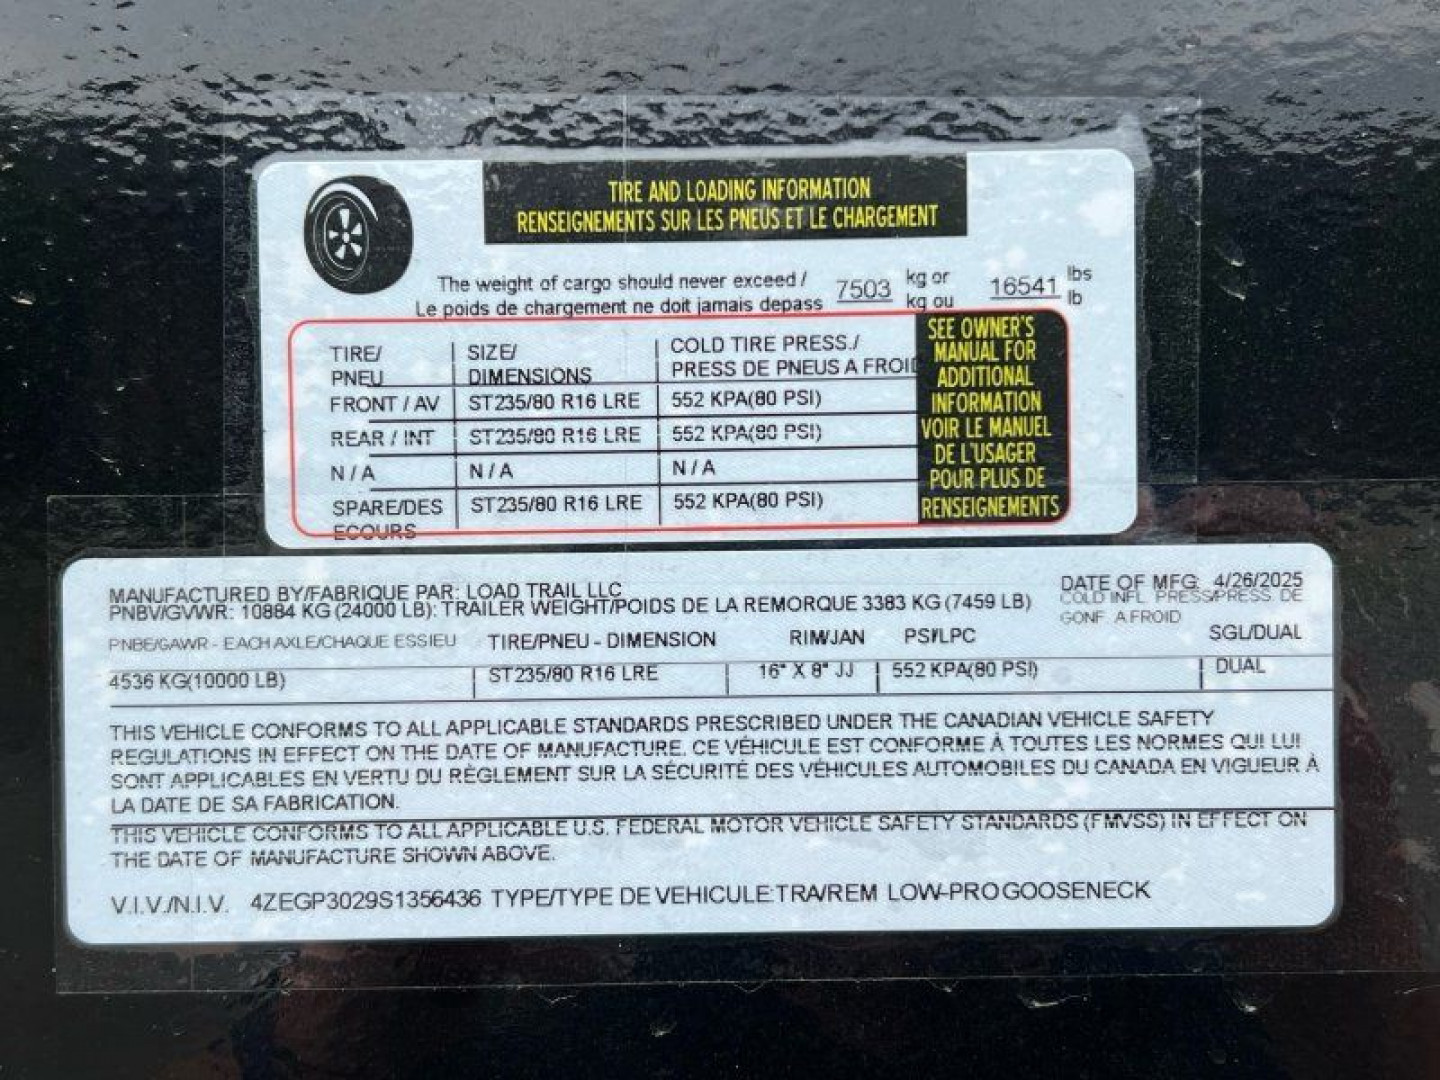 TIRE AND LOADING INFORMATION
RENSEIGNEMENTS SUR LES PNEUS ET LE CHARGEMENT
The weight of cargo should never exceed / 7503 kg or 16541 lbs
Le poids de chargement ne doit jamais depass kg ou lb
TIRE/ SIZE/ COLD TIRE PRESS./
PNEU DIMENSIONS PRESS DE PNEUS A FROID
FRONT / AV ST235/80 R16 LRE 552 KPA(80 PSI)
REAR / INT ST235/80 R16 LRE 552 KPA(80 PSI)
N / A N / A N / A
SPARE/DES ST235/80 R16 LRE 552 KPA(80 PSI)
ECOURS
SEE OWNER'S
MANUAL FOR
ADDITIONAL
INFORMATION
VOIR LE MANUEL
DE L'USAGER
POUR PLUS DE
RENSEIGNEMENTS
MANUFACTURED BY/FABRIQUE PAR: LOAD TRAIL LLC DATE OF MFG: 4/26/2025
PNBV/GVWR: 10884 KG (24000 LB): TRAILER WEIGHT/POIDS DE LA REMORQUE 3383 KG (7459 LB) COLD INFL. PRESS/PRESS. DE
GONF. A FROID
PNBE/GAWR - EACH AXLE/CHAQUE ESSIEU TIRE/PNEU - DIMENSION RIM/JAN PSI/LPC SGL/DUAL
4536 KG(10000 LB) ST235/80 R16 LRE 16" X 8" JJ 552 KPA(80 PSI) DUAL
THIS VEHICLE CONFORMS TO ALL APPLICABLE STANDARDS PRESCRIBED UNDER THE CANADIAN VEHICLE SAFETY
REGULATIONS IN EFFECT ON THE DATE OF MANUFACTURE. CE VÉHICULE EST CONFORME À TOUTES LES NORMES QUI LUI
SONT APPLICABLES EN VERTU DU RÈGLEMENT SUR LA SÉCURITÉ DES VÉHICULES AUTOMOBILES DU CANADA EN VIGUEUR À
LA DATE DE SA FABRICATION.
THIS VEHICLE CONFORMS TO ALL APPLICABLE U.S. FEDERAL MOTOR VEHICLE SAFETY STANDARDS (FMVSS) IN EFFECT ON
THE DATE OF MANUFACTURE SHOWN ABOVE.
V.I.V./N.I.V. 4ZEGP3029S1356436 TYPE/TYPE DE VEHICULE:TRA/REM LOW-PRO GOOSENECK